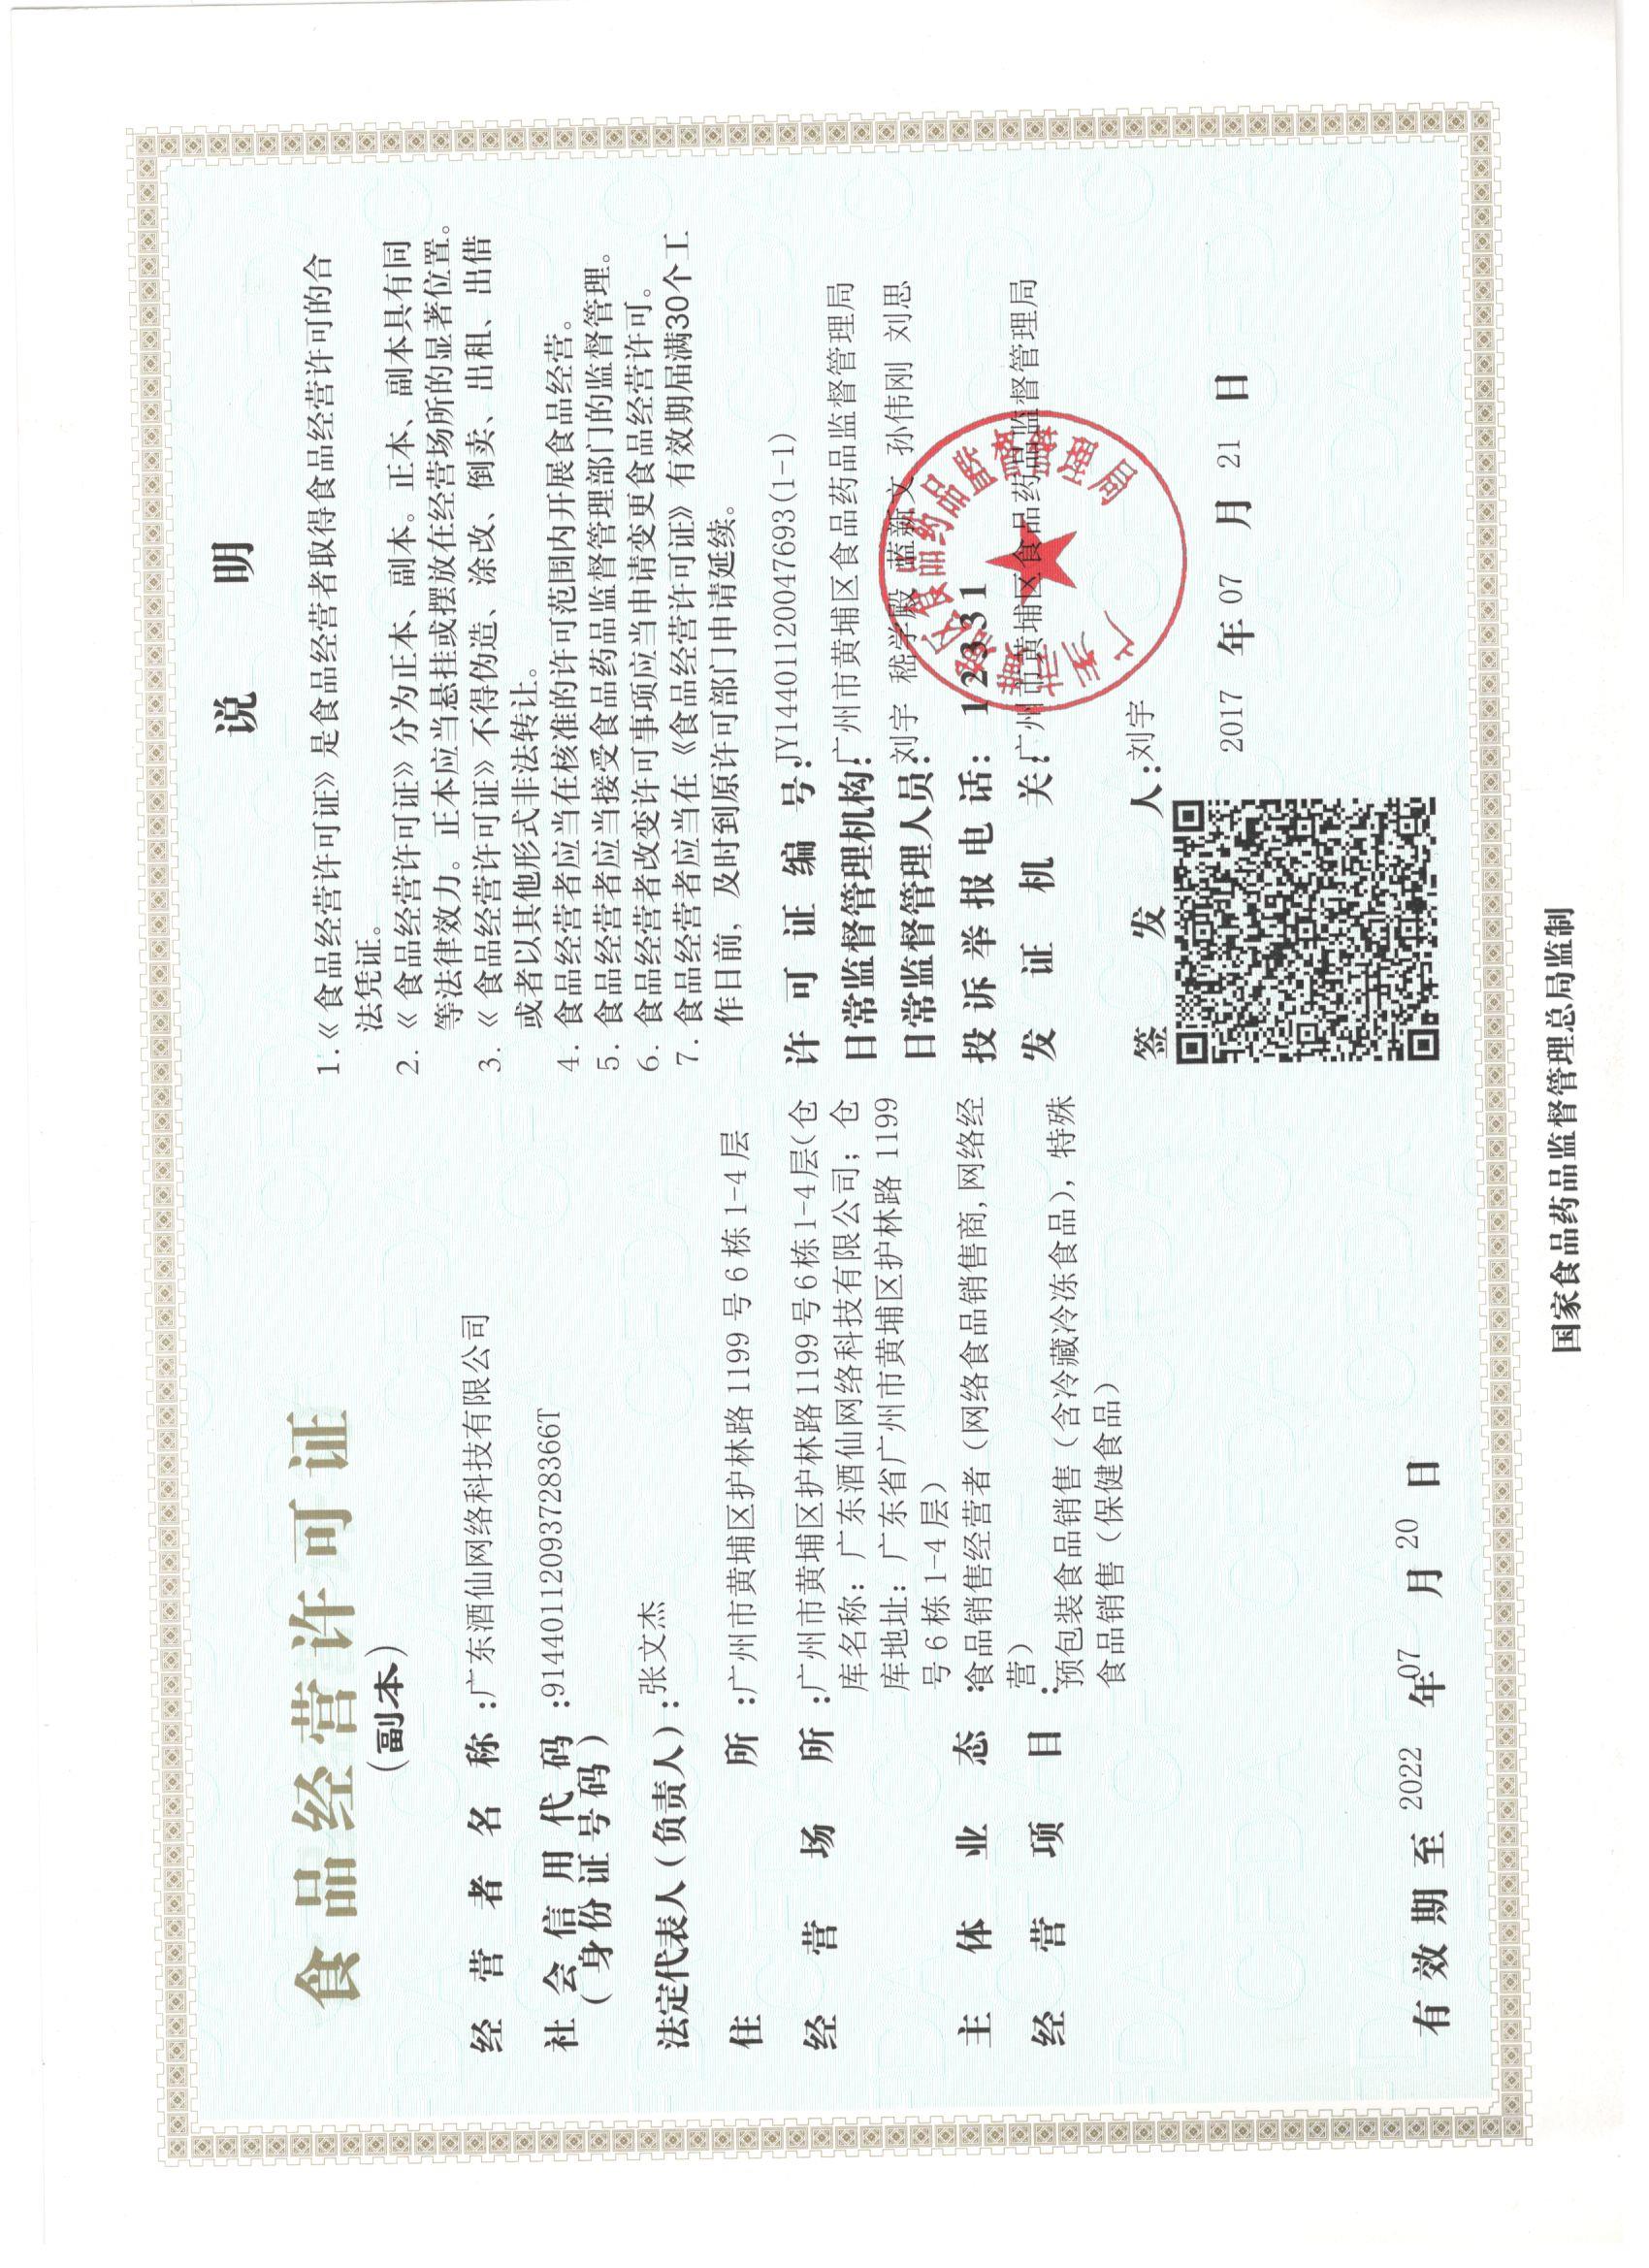 食品经营许可证
（副本）
经营者名称：广东酒仙网络科技有限公司
社会信用代码：91440112093728366T
（身份证号码）
法定代表人（负责人）：张文杰
住所：广州市黄埔区护林路1199号6栋1-4层
经营场所：广州市黄埔区护林路1199号6栋1-4层(仓
库名称：广东酒仙网络科技有限公司；仓
库地址：广东省广州市黄埔区护林路1199
号6栋1-4层)
主体业态：食品销售经营者（网络食品销售商,网络经
营）
经营项目：预包装食品销售（含冷藏冷冻食品），特殊
食品销售（保健食品）
有效期至 2022 年 07 月 20 日
说明
1.《食品经营许可证》是食品经营者取得食品经营许可的合
法凭证。
2.《食品经营许可证》分为正本、副本。正本、副本具有同
等法律效力。正本应当悬挂或摆放在经营场所的显著位置。
3.《食品经营许可证》不得伪造、涂改、倒卖、出租、出借
或者以其他形式非法转让。
4. 食品经营者应当在核准的许可范围内开展食品经营。
5. 食品经营者应当接受食品药品监督管理部门的监督管理。
6. 食品经营者改变许可事项应当申请变更食品经营许可。
7. 食品经营者应当在《食品经营许可证》有效期届满30个工
作日前，及时到原许可部门申请延续。
许可证编号：JY14401120047693(1-1)
日常监督管理机构：广州市黄埔区食品药品监督管理局
日常监督管理人员：刘宇 嵇学殿 蓝新文 孙伟刚 刘思
投诉举报电话：12331
发证机关：广州市黄埔区食品药品监督管理局
广州市黄埔区食品药品监督管理局
签发人：刘宇
2017 年 07 月 21 日
国家食品药品监督管理总局监制